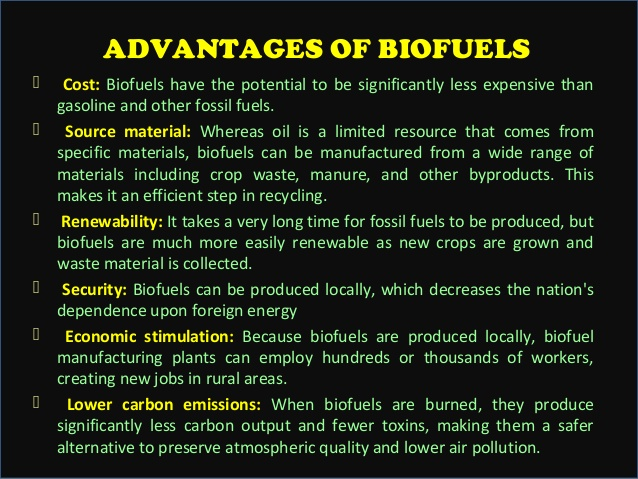 ADVANTAGES OF BIOFUELS
Cost: Biofuels have the potential to be significantly less expensive than
gasoline and other fossil fuels.
Source material: Whereas oil is a limited resource that comes from
specific materials, biofuels can be manufactured from a wide range of
materials including crop waste, manure, and other byproducts. This
makes it an efficient step in recycling.
Renewability: It takes a very long time for fossil fuels to be produced, but
biofuels are much more easily renewable as new crops are grown and
waste material is collected.
Security: Biofuels can be produced locally, which decreases the nation's
dependence upon foreign energy
Economic stimulation: Because biofuels are produced locally, biofuel
manufacturing plants can employ hundreds or thousands of workers,
creating new jobs in rural areas.
Lower carbon emissions: When biofuels are burned, they produce
significantly less carbon output and fewer toxins, making them a safer
alternative to preserve atmospheric quality and lower air pollution.